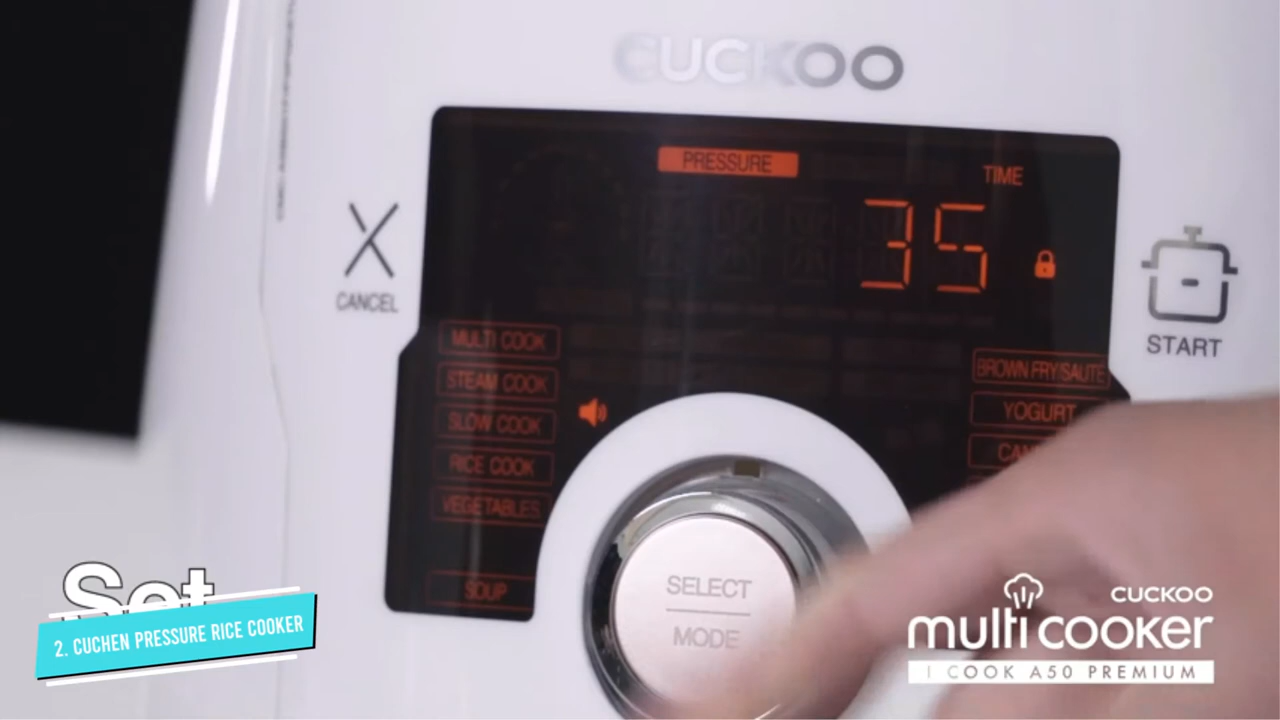 CUCKOO
PRESSURE
TIME
35
CANCEL
START
MULTI COOK
STEAM COOK
SLOW COOK
RICE COOK
VEGETABLES
SOUP
BROWN FRY/SAUTE
YOGURT
SELECT
MODE
Set
2. CUCHEN PRESSURE RICE COOKER
CUCKOO
multi cooker
I COOK A50 PREMIUM